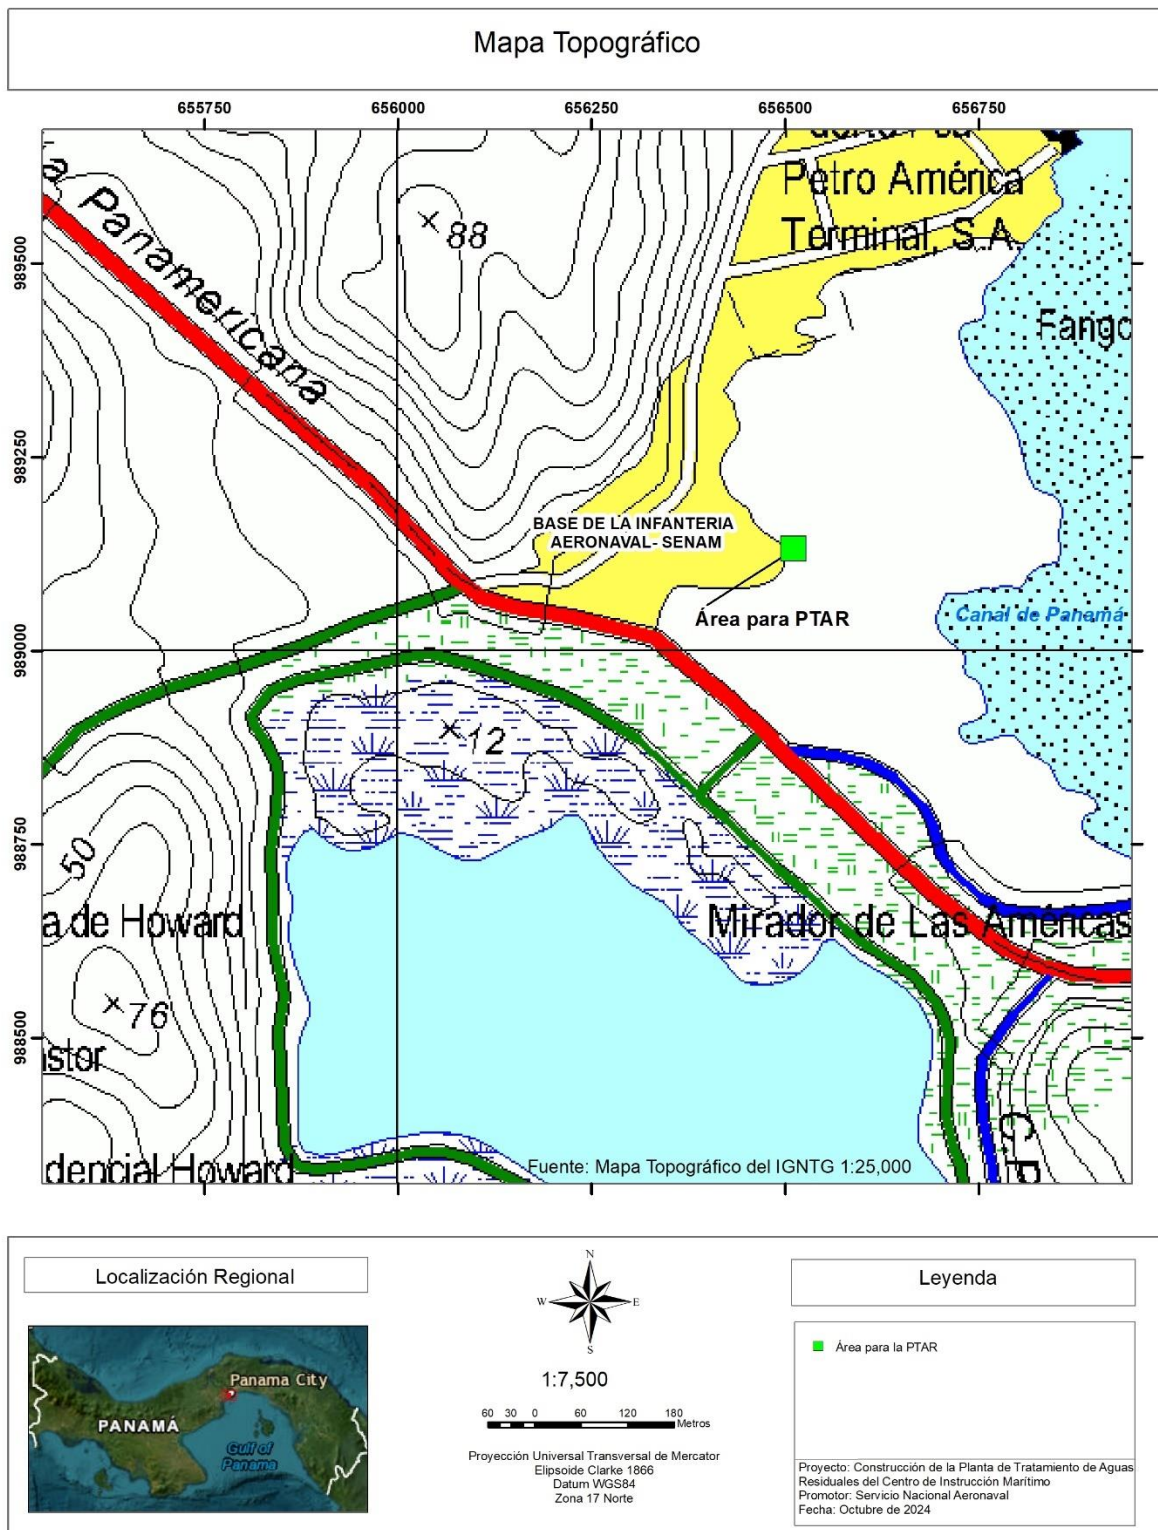 Mapa Topográfico
655750 656000 656250 656500 656750
989500
989250
989000
988750
988500
a Panamericana
88
Petro América
Terminal, S.A.
Fango
BASE DE LA INFANTERIA
AERONAVAL- SENAM
Área para PTAR
Canal de Panamá
12
50
a de Howard
Mirador de Las Américas
76
stor
dencial Howard
Fuente: Mapa Topográfico del IGNTG 1:25,000
Localización Regional
Panama City
PANAMÁ
Gulf of
Panama
N
W E
S
1:7,500
60 30 0 60 120 180
Metros
Proyección Universal Transversal de Mercator
Elipsoide Clarke 1866
Datum WGS84
Zona 17 Norte
Leyenda
Área para la PTAR
Proyecto: Construcción de la Planta de Tratamiento de Aguas
Residuales del Centro de Instrucción Marítimo
Promotor: Servicio Nacional Aeronaval
Fecha: Octubre de 2024